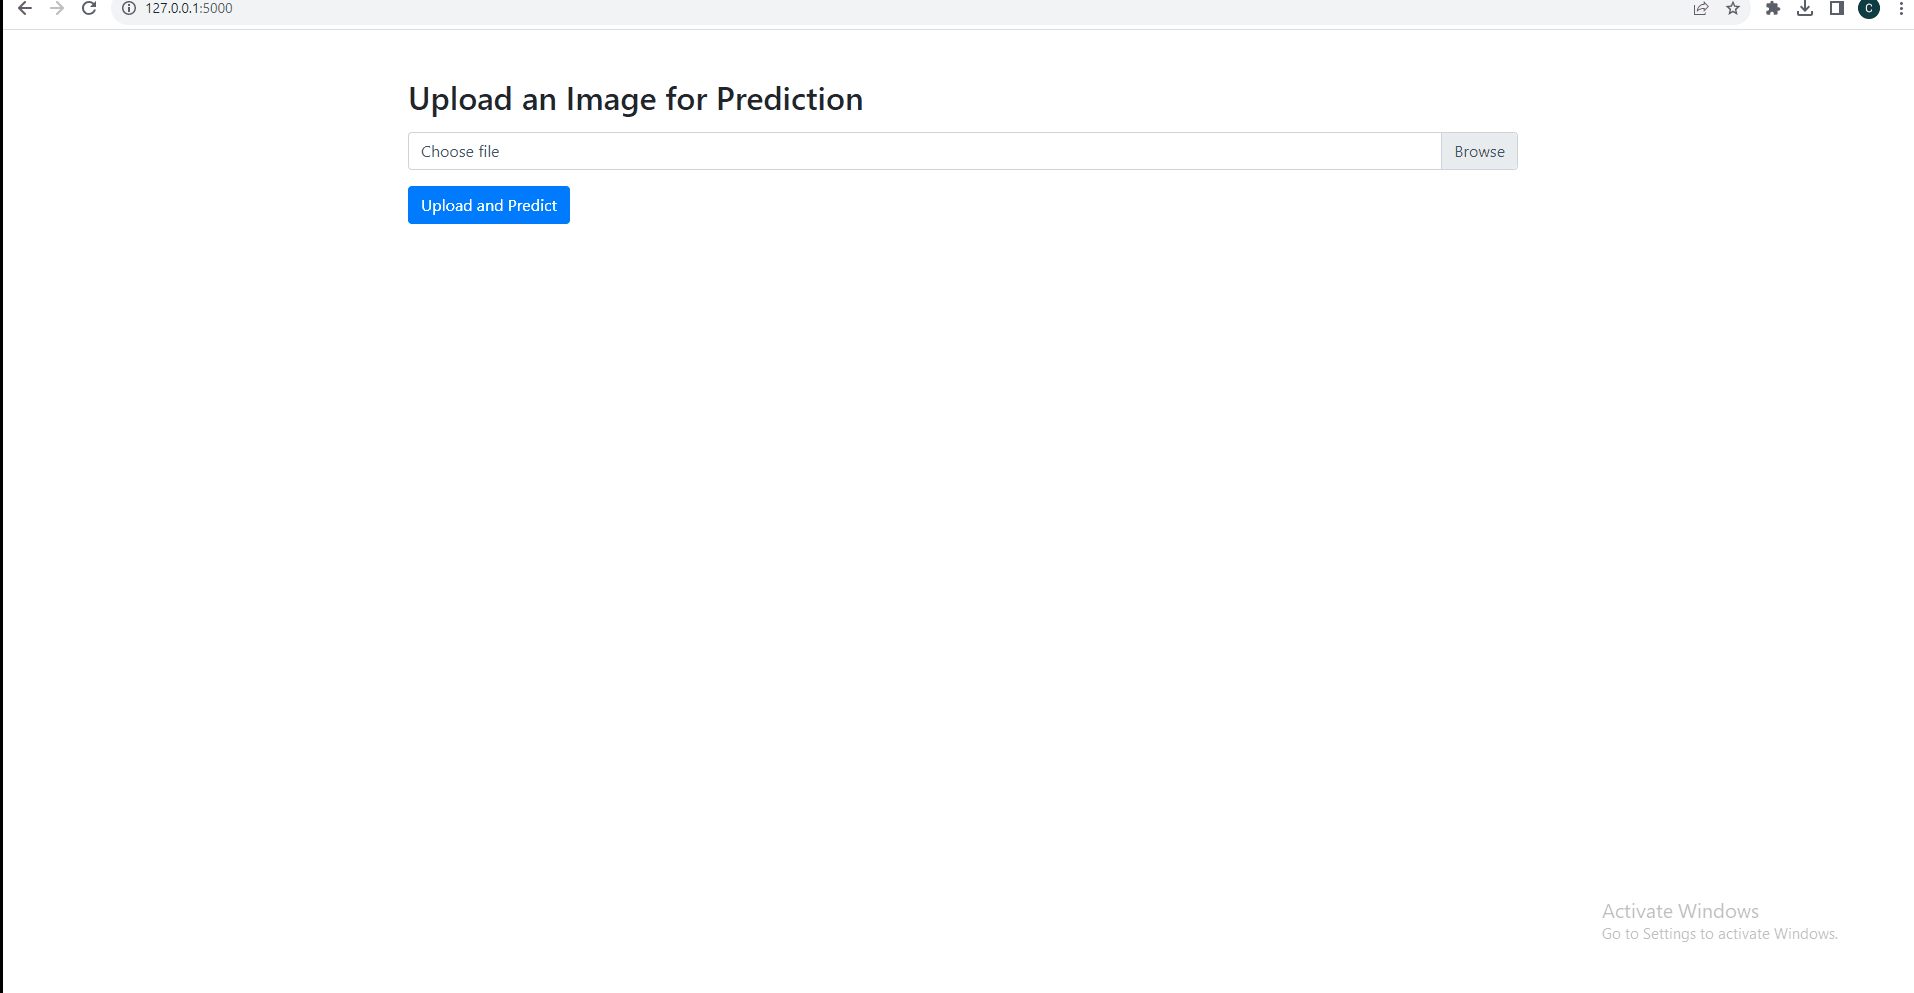 127.0.0.1:5000
C
Upload an Image for Prediction
Choose file
Browse
Upload and Predict
Activate Windows
Go to Settings to activate Windows.